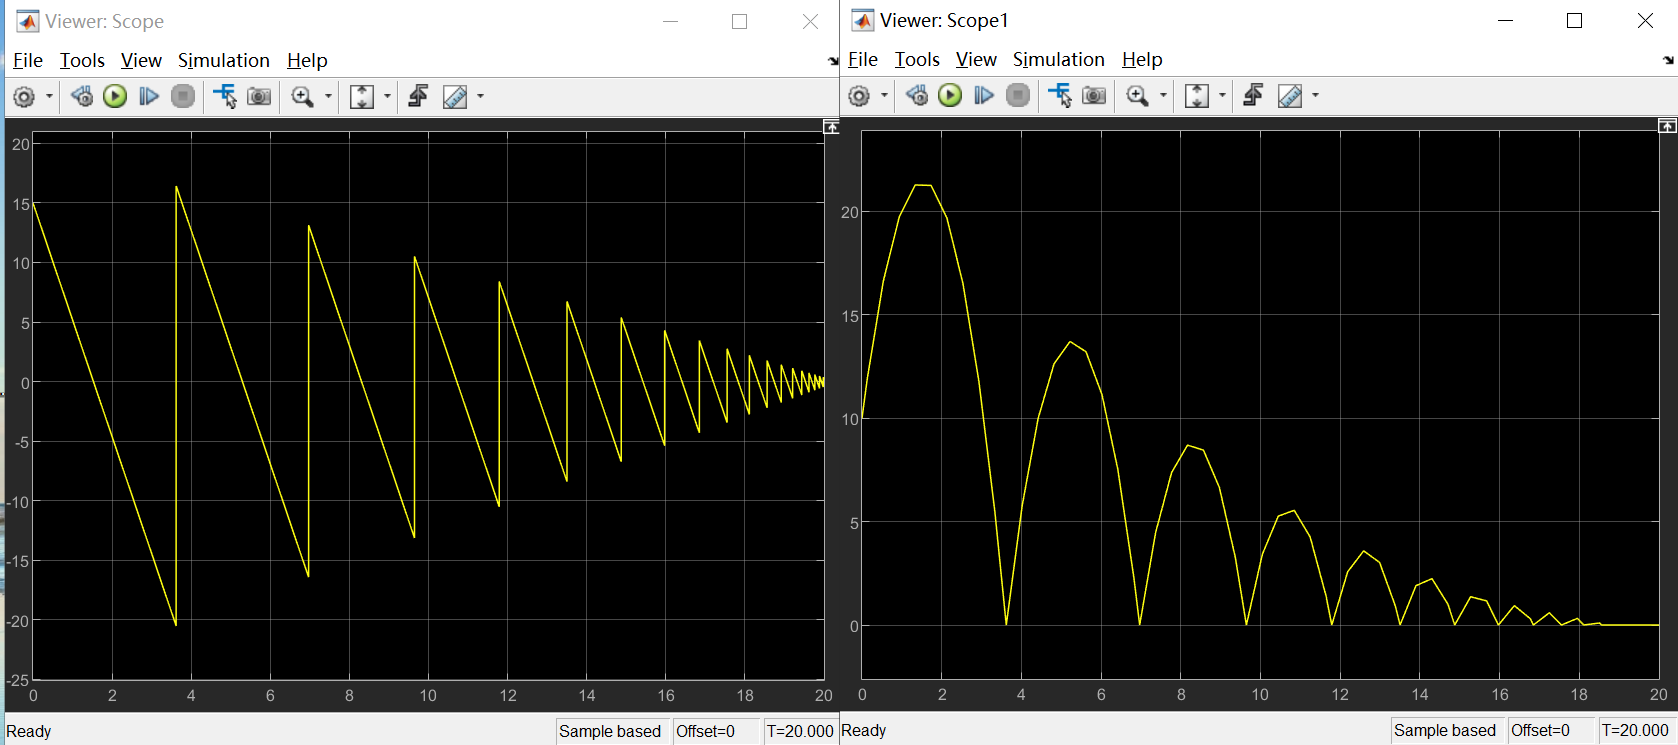 Viewer: Scope
File Tools View Simulation Help
20
15
10
5
0
-5
-10
-15
-20
-25
0 2 4 6 8 10 12 14 16 18 20
Ready Sample based Offset=0 T=20.000
Viewer: Scope1
File Tools View Simulation Help
20
15
10
5
0
0 2 4 6 8 10 12 14 16 18 20
Ready Sample based Offset=0 T=20.000